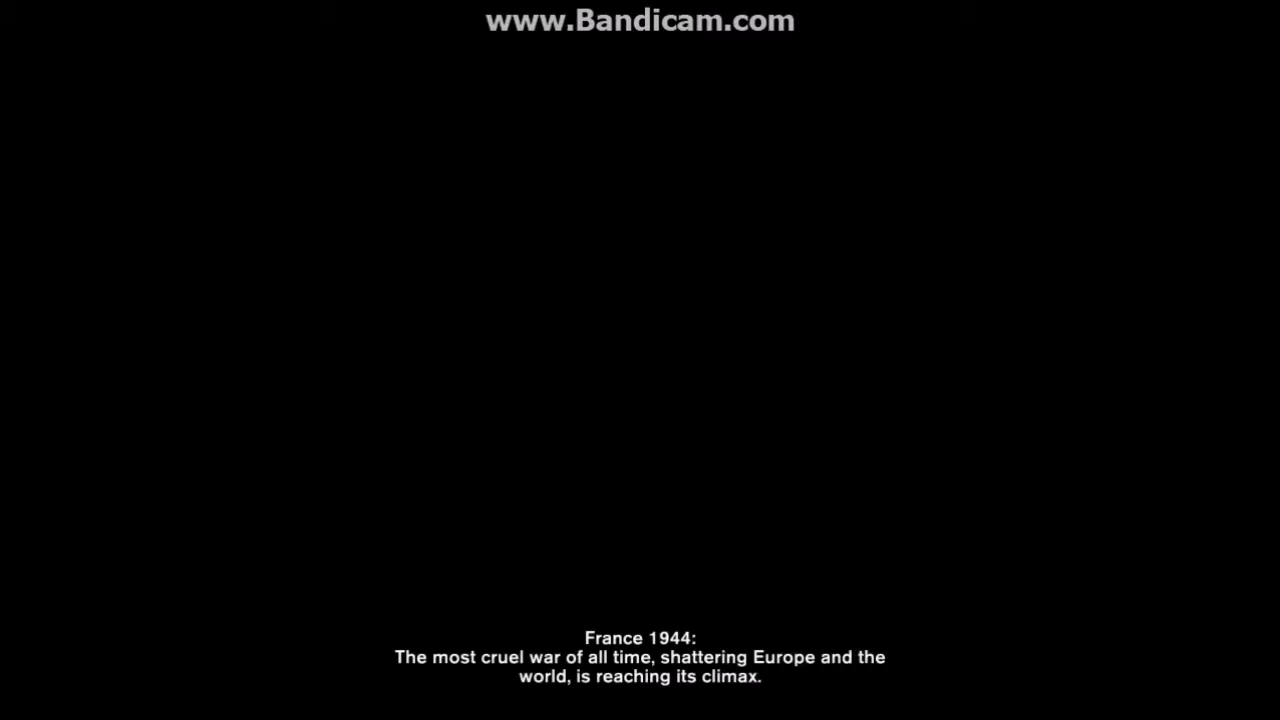 www.Bandicam.com
France 1944:
The most cruel war of all time, shattering Europe and the
world, is reaching its climax.